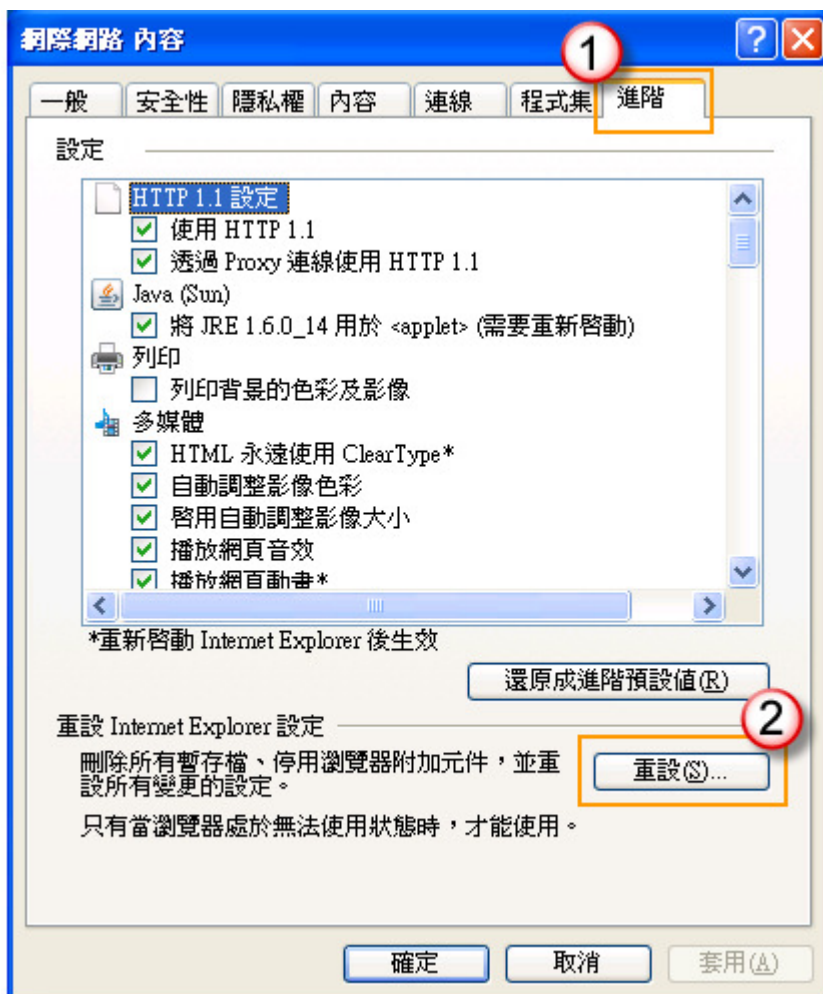 網際網路 內容
1
一般 安全性 隱私權 內容 連線 程式集 進階
設定
HTTP 1.1 設定
使用 HTTP 1.1
透過 Proxy 連線使用 HTTP 1.1
Java (Sun)
將 JRE 1.6.0_14 用於 <applet> (需要重新啓動)
列印
列印背景的色彩及影像
多媒體
HTML 永遠使用 ClearType*
自動調整影像色彩
啓用自動調整影像大小
播放網頁音效
播放網頁動畫*
*重新啓動 Internet Explorer 後生效
還原成進階預設值(R)
重設 Internet Explorer 設定
2
刪除所有暫存檔、停用瀏覽器附加元件，並重
設所有變更的設定。
重設(S)...
只有當瀏覽器處於無法使用狀態時，才能使用。
確定 取消 套用(A)